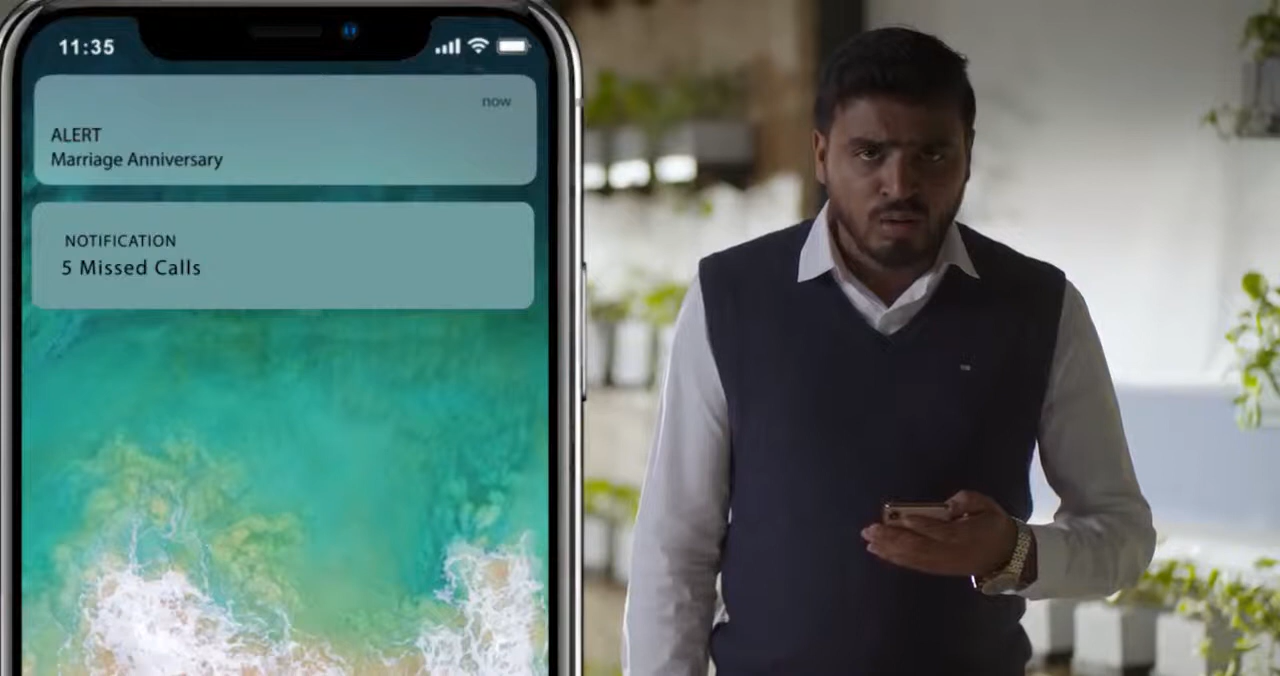 11:35
now
ALERT
Marriage Anniversary
NOTIFICATION
5 Missed Calls